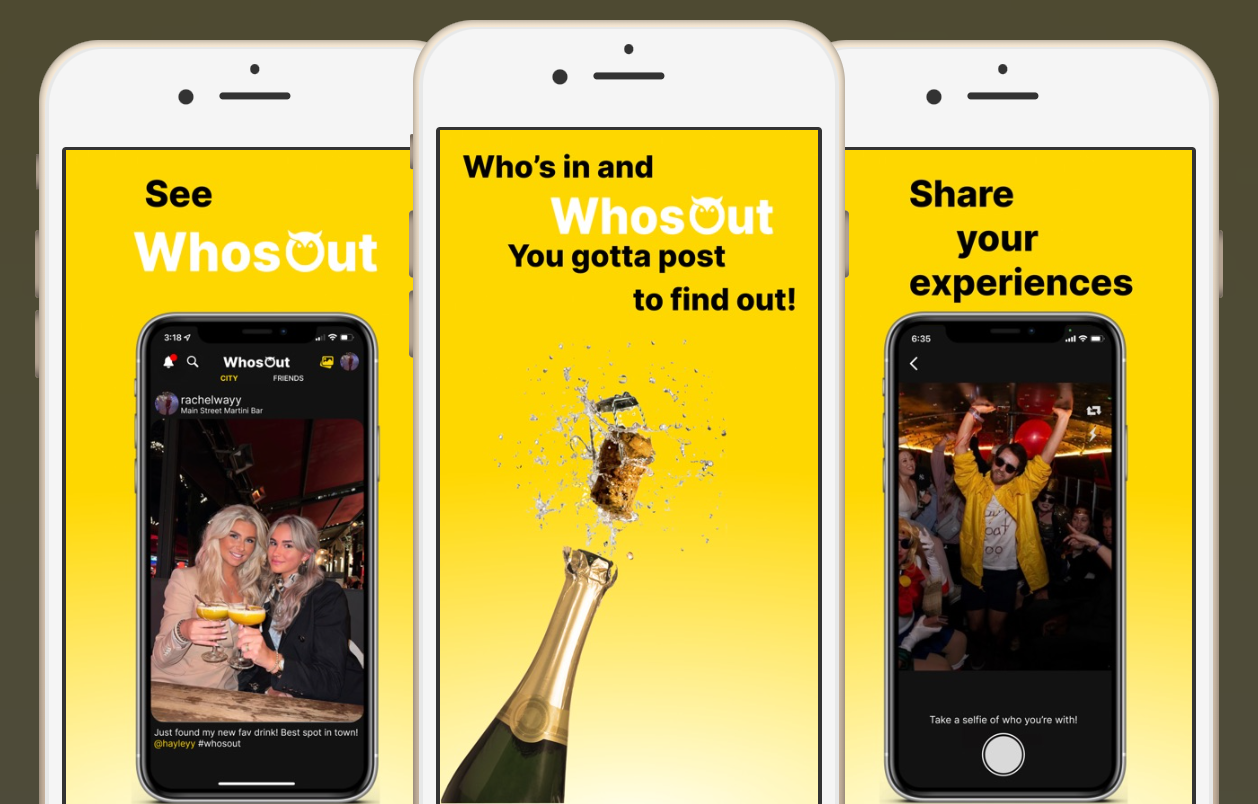 See
WhosOut
3:18
WhosOut
CITY FRIENDS
rachelwayy
Main Street Martini Bar
Just found my new fav drink! Best spot in town!
@hayleyy #whosout
Who's in and
WhosOut
You gotta post
to find out!
Share
your
experiences
6:35
Take a selfie of who you're with!